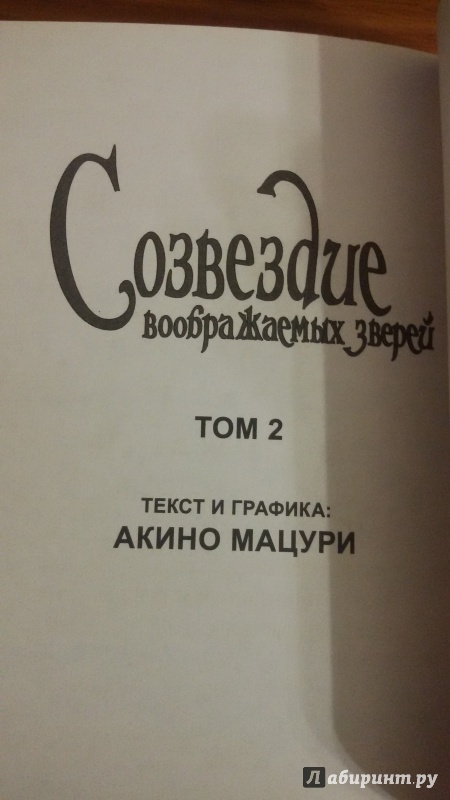 Созвездие
воображаемых зверей
ТОМ 2
ТЕКСТ И ГРАФИКА:
АКИНО МАЦУРИ
Лабиринт.ру